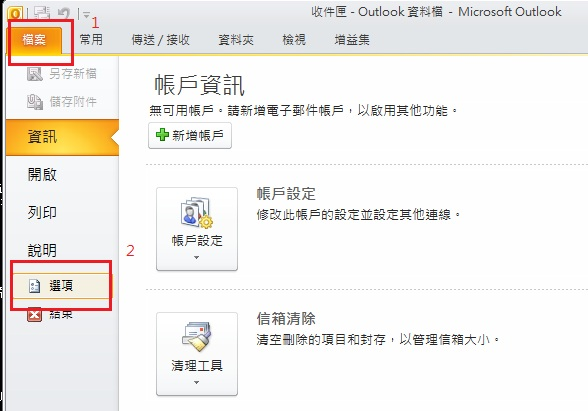 收件匣 - Outlook 資料檔 - Microsoft Outlook
1
檔案 常用 傳送 / 接收 資料夾 檢視 增益集
另存新檔
儲存附件
資訊
開啟
列印
說明
2
選項
結束
帳戶資訊
無可用帳戶。請新增電子郵件帳戶，以啟用其他功能。
新增帳戶
帳戶設定
帳戶設定
修改此帳戶的設定並設定其他連線。
清理工具
信箱清除
清空刪除的項目和封存，以管理信箱大小。